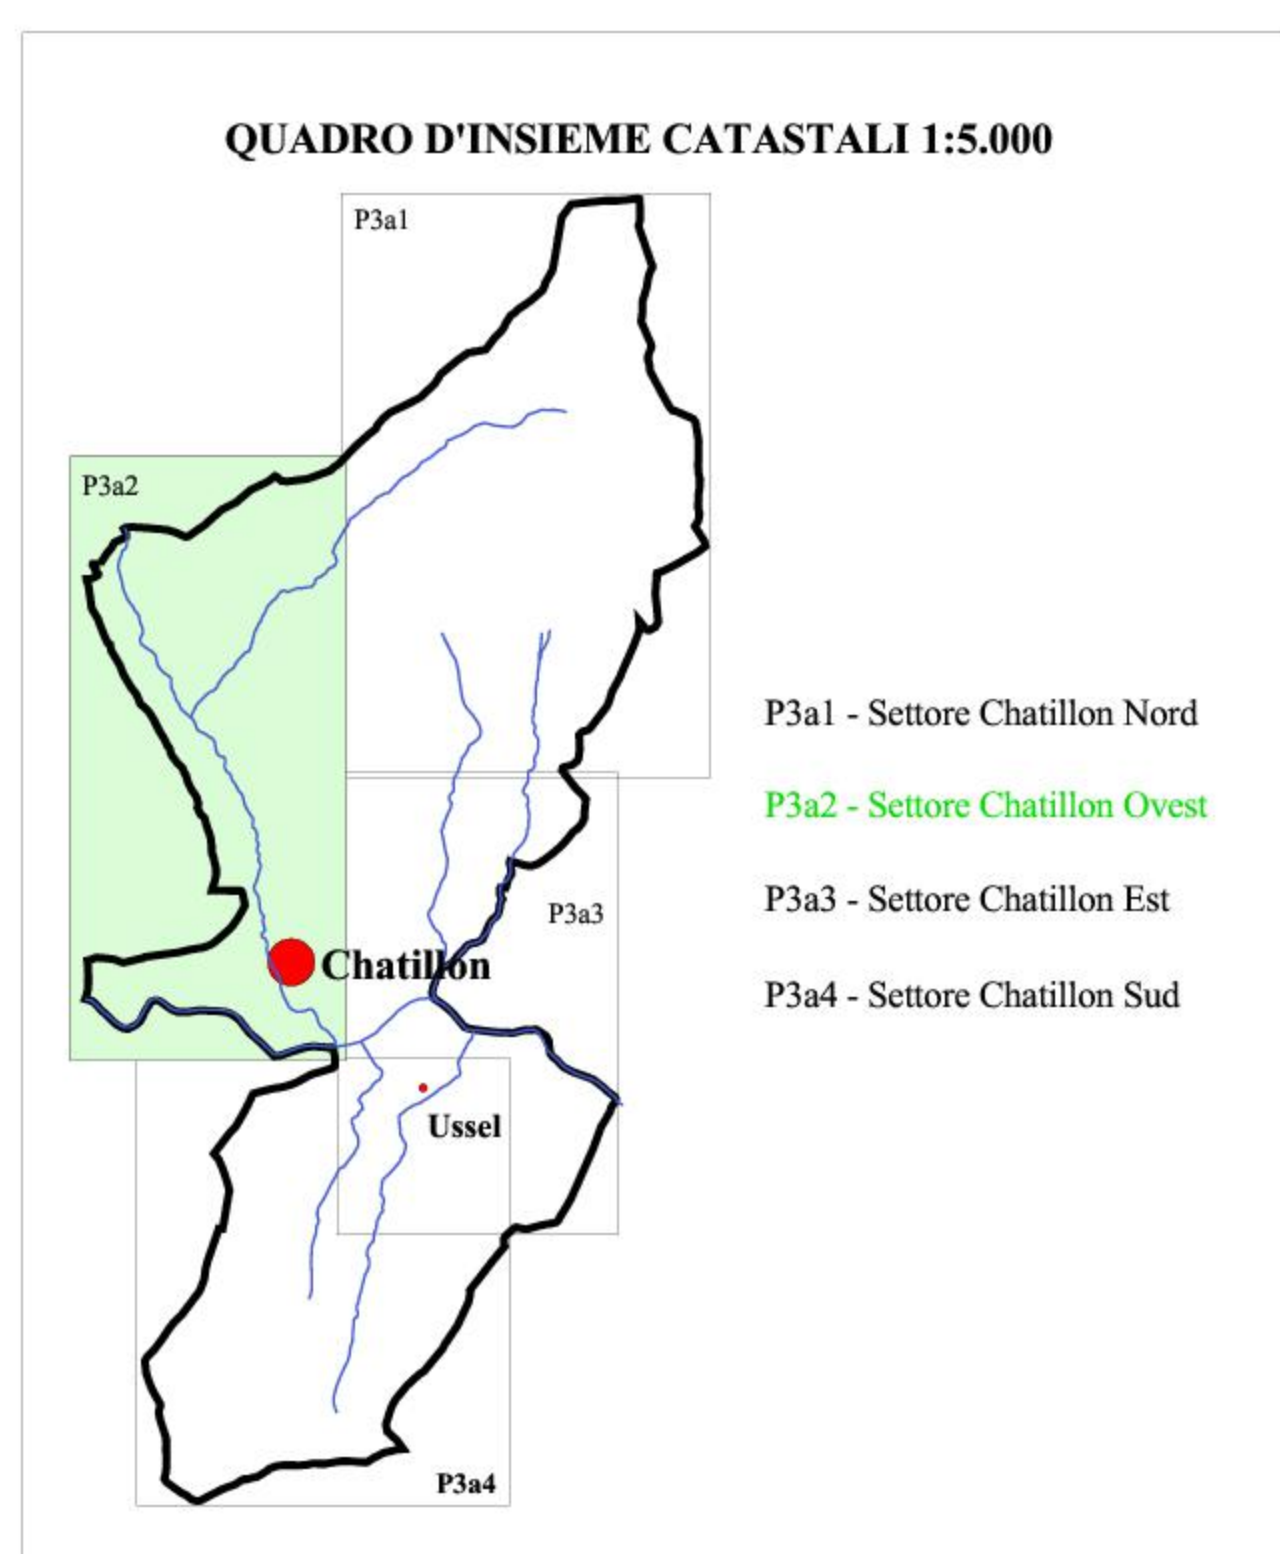 QUADRO D'INSIEME CATASTALI 1:5.000
P3a1
P3a2
P3a1 - Settore Chatillon Nord
P3a2 - Settore Chatillon Ovest
P3a3 - Settore Chatillon Est
P3a3
Chatillon
P3a4 - Settore Chatillon Sud
Ussel
P3a4